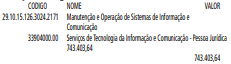 CODIGO NOME VALOR
29.10.15.126.3024.2171 Manutenção e Operação de Sistemas de Informação e
Comunicação
33904000.00 Serviços de Tecnologia da Informação e Comunicação - Pessoa Jurídica
743.403,64
743.403,64